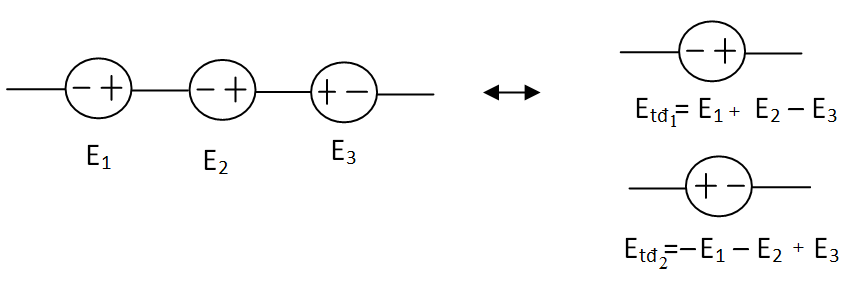 − + − + + −
E₁ E₂ E₃
− +
Eₜđ₁= E₁ + E₂ − E₃
+ −
Eₜđ₂=−E₁ − E₂ + E₃